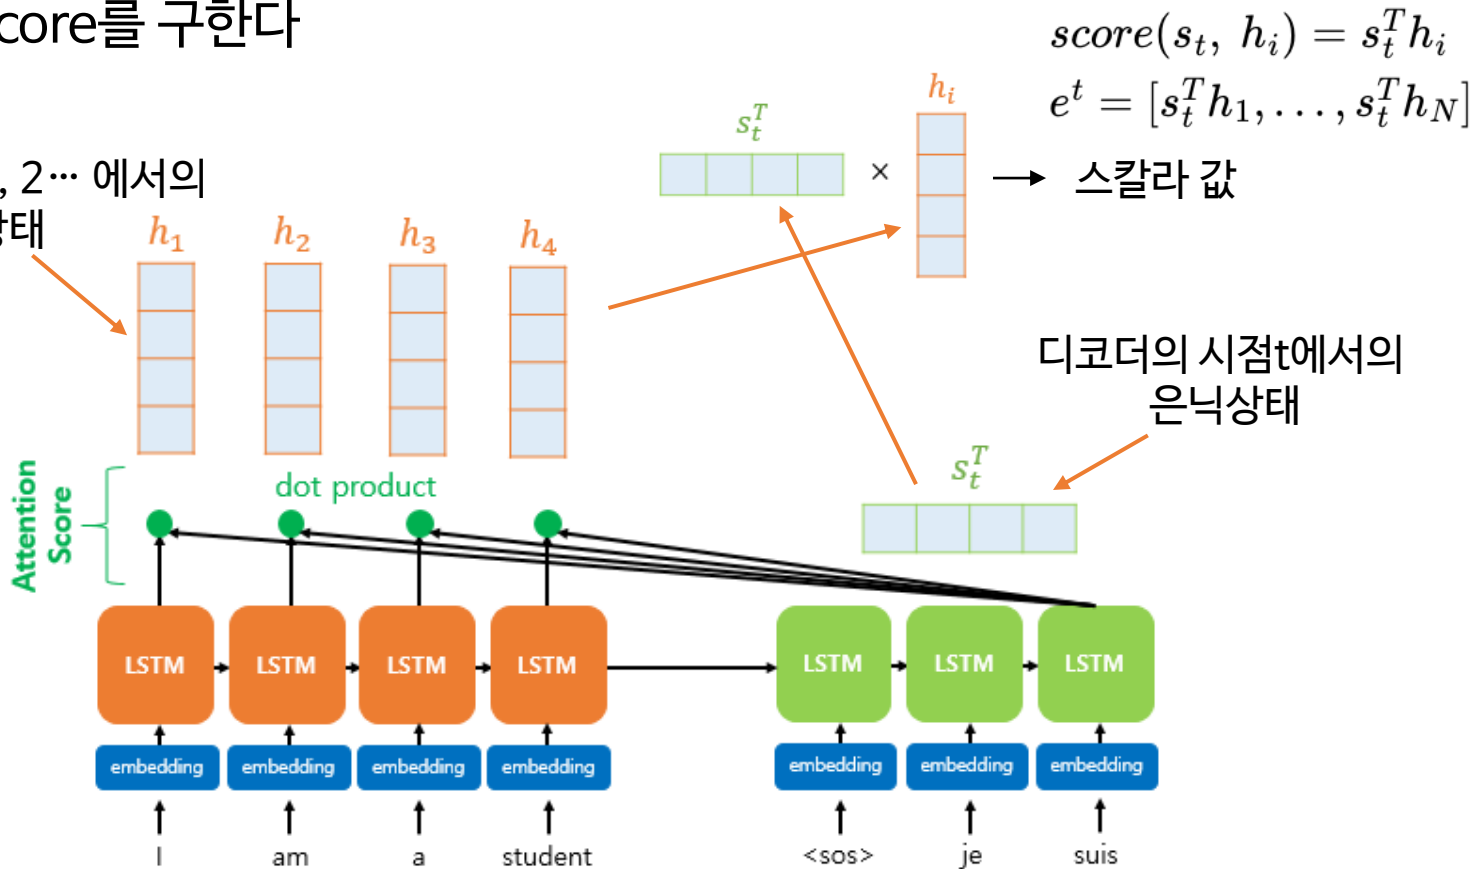 core를 구한다
score(s_t, h_i) = s_t^T h_i
e^t = [s_t^T h_1, . . . , s_t^T h_N]
h_i
s_t^T
×
스칼라 값
, 2… 에서의
상태
h_1 h_2 h_3 h_4
디코더의 시점t에서의
은닉상태
s_t^T
Attention
Score
dot product
LSTM LSTM LSTM LSTM LSTM LSTM LSTM
embedding embedding embedding embedding embedding embedding embedding
I am a student <sos> je suis